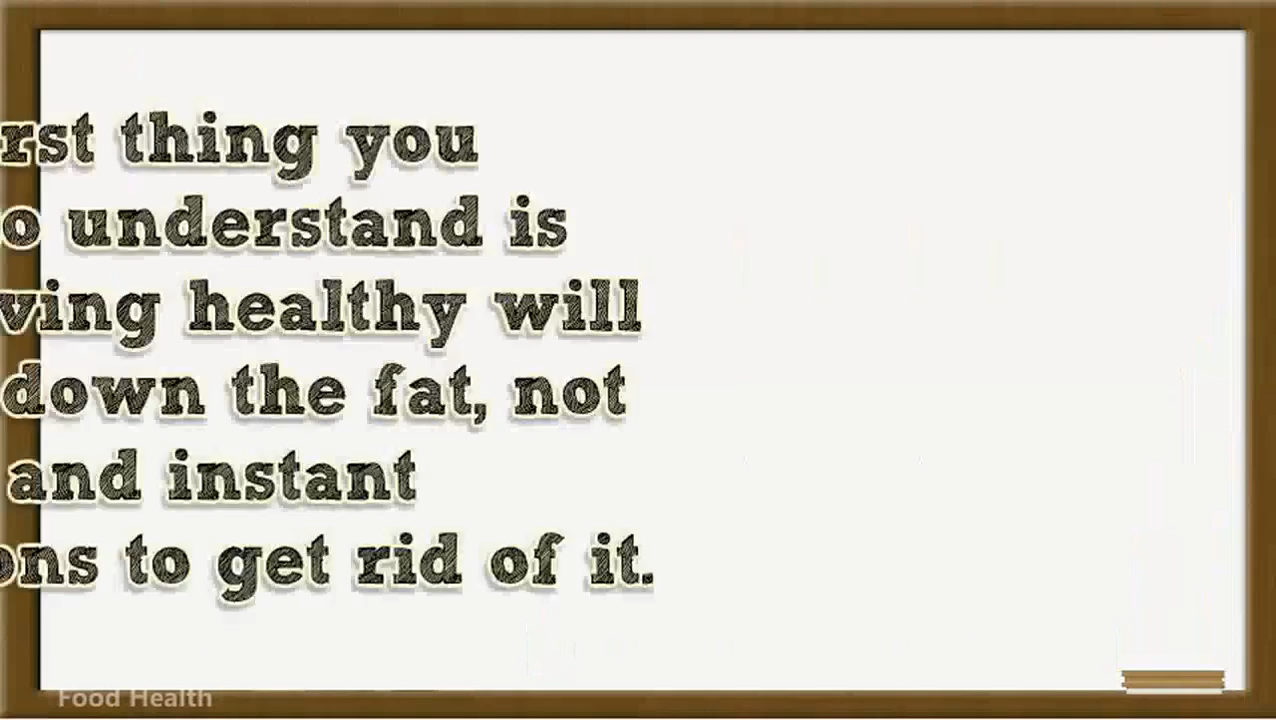 rst thing you
o understand is
ving healthy will
down the fat, not
and instant
ons to get rid of it.
Food Health